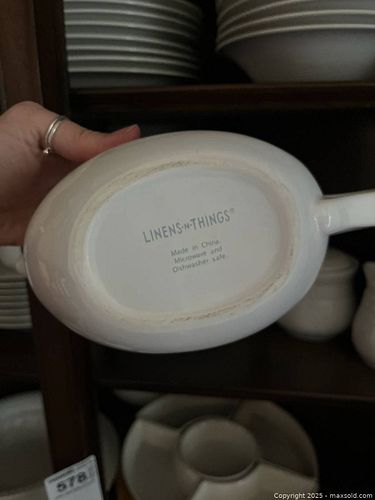 LINENS-N-THINGS®
Made in China
Microwave and
Dishwasher safe
578
Copyright © 2025 - maxsold.com